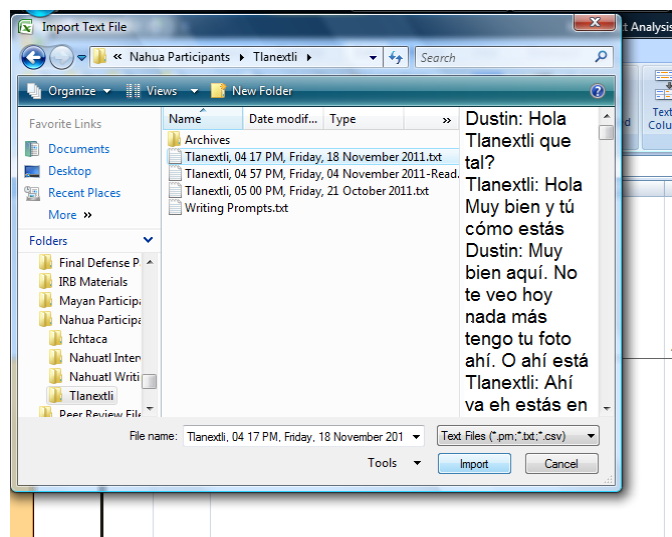 Import Text File
t Analysis
« Nahua Participants Tlanextli
Search
Organize Views New Folder
d
Text
Colu
Favorite Links
Documents
Desktop
Recent Places
More »
Folders
Final Defense P
IRB Materials
Mayan Participa
Nahua Participa
Ichtaca
Nahuatl Inter
Nahuatl Writi
Tlanextli
Peer Review File
Name Date modif... Type »
Archives
Tlanextli, 04 17 PM, Friday, 18 November 2011.txt
Tlanextli, 04 57 PM, Friday, 04 November 2011-Read.
Tlanextli, 05 00 PM, Friday, 21 October 2011.txt
Writing Prompts.txt
Dustin: Hola
Tlanextli que
tal?
Tlanextli: Hola
Muy bien y tú
cómo estás
Dustin: Muy
bien aquí. No
te veo hoy
nada más
tengo tu foto
ahí. O ahí está
Tlanextli: Ahí
va eh estás en
File name: Tlanextli, 04 17 PM, Friday, 18 November 201
Text Files (*.prn;*.txt;*.csv)
Tools Import Cancel